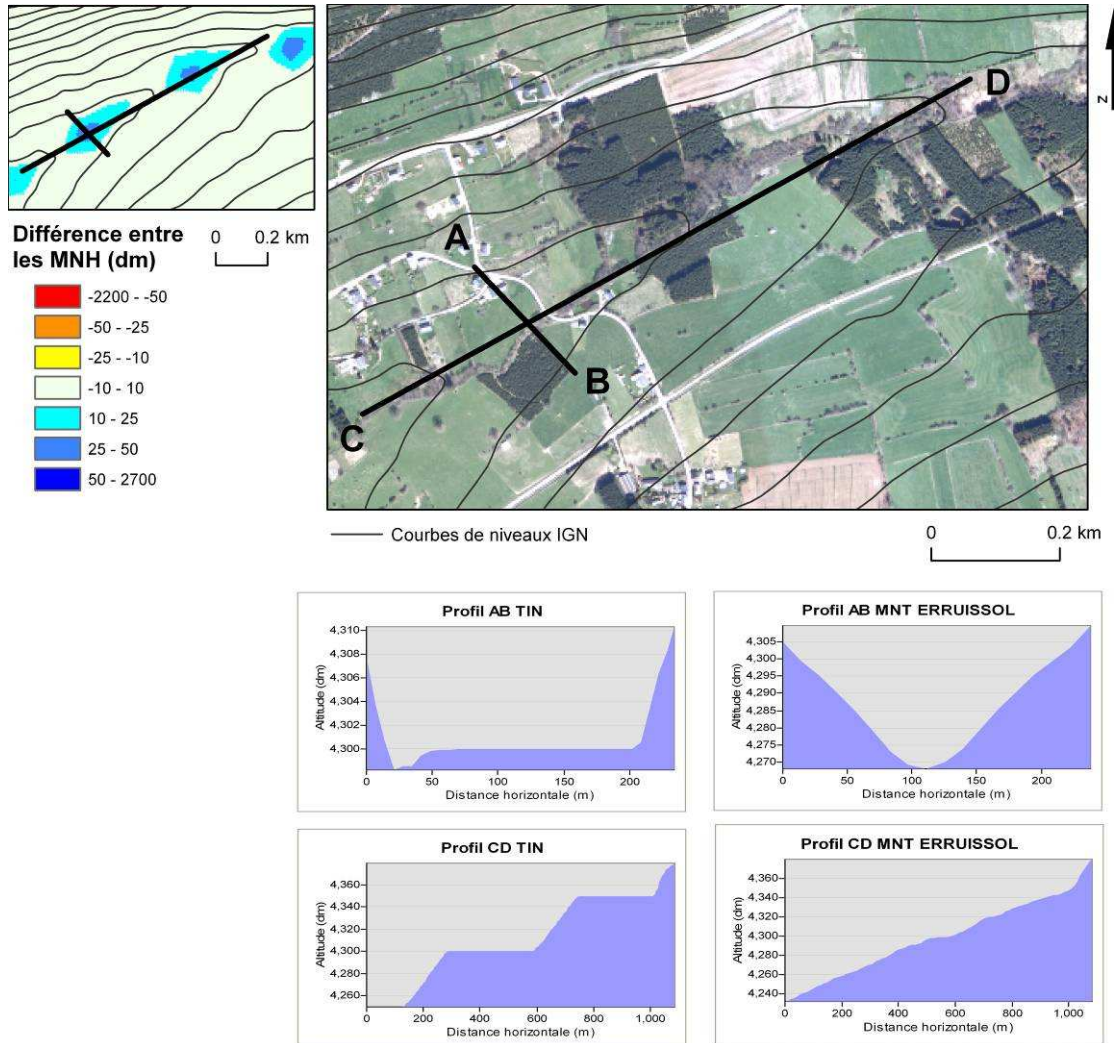 Différence entre
les MNH (dm)
0 0.2 km
-2200 - -50
-50 - -25
-25 - -10
-10 - 10
10 - 25
25 - 50
50 - 2700
A
B
C
D
N
Courbes de niveaux IGN
0 0.2 km
Profil AB TIN
Altitude (dm)
4,310
4,308
4,306
4,304
4,302
4,300
0 50 100 150 200
Distance horizontale (m)
Profil AB MNT ERRUISSOL
Altitude (dm)
4,305
4,300
4,295
4,290
4,285
4,280
4,275
4,270
0 50 100 150 200
Distance horizontale (m)
Profil CD TIN
Altitude (dm)
4,360
4,340
4,320
4,300
4,280
4,260
0 200 400 600 800 1,000
Distance horizontale (m)
Profil CD MNT ERRUISSOL
Altitude (dm)
4,360
4,340
4,320
4,300
4,280
4,260
4,240
0 200 400 600 800 1,000
Distance horizontale (m)